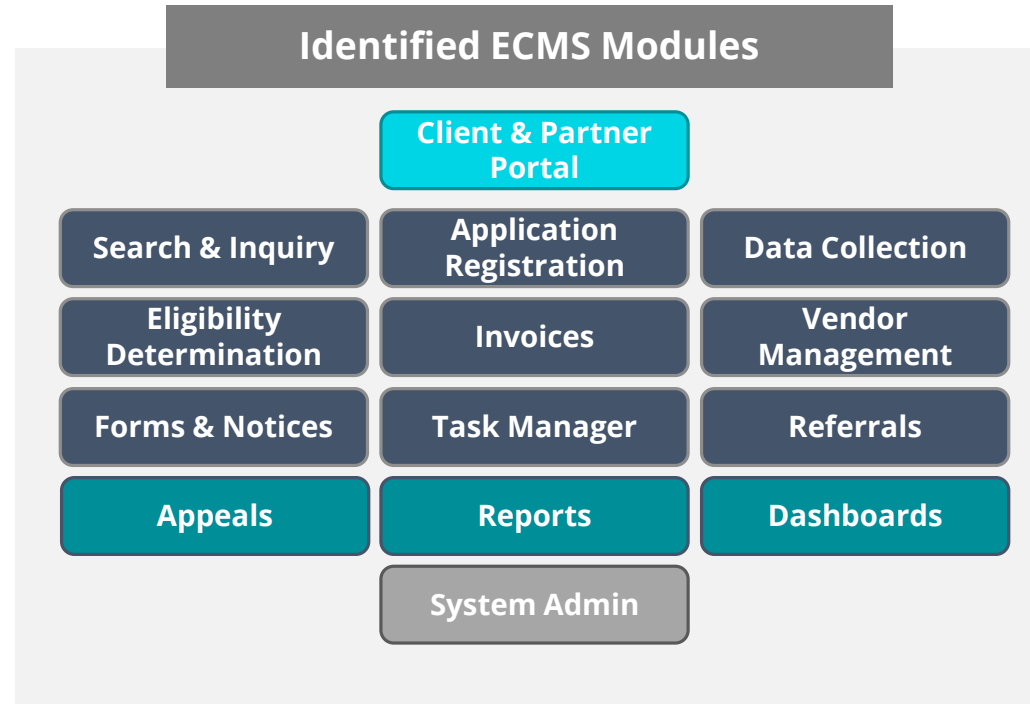 Identified ECMS Modules
Client & Partner
Portal
Search & Inquiry
Application
Registration
Data Collection
Eligibility
Determination
Invoices
Vendor
Management
Forms & Notices
Task Manager
Referrals
Appeals
Reports
Dashboards
System Admin